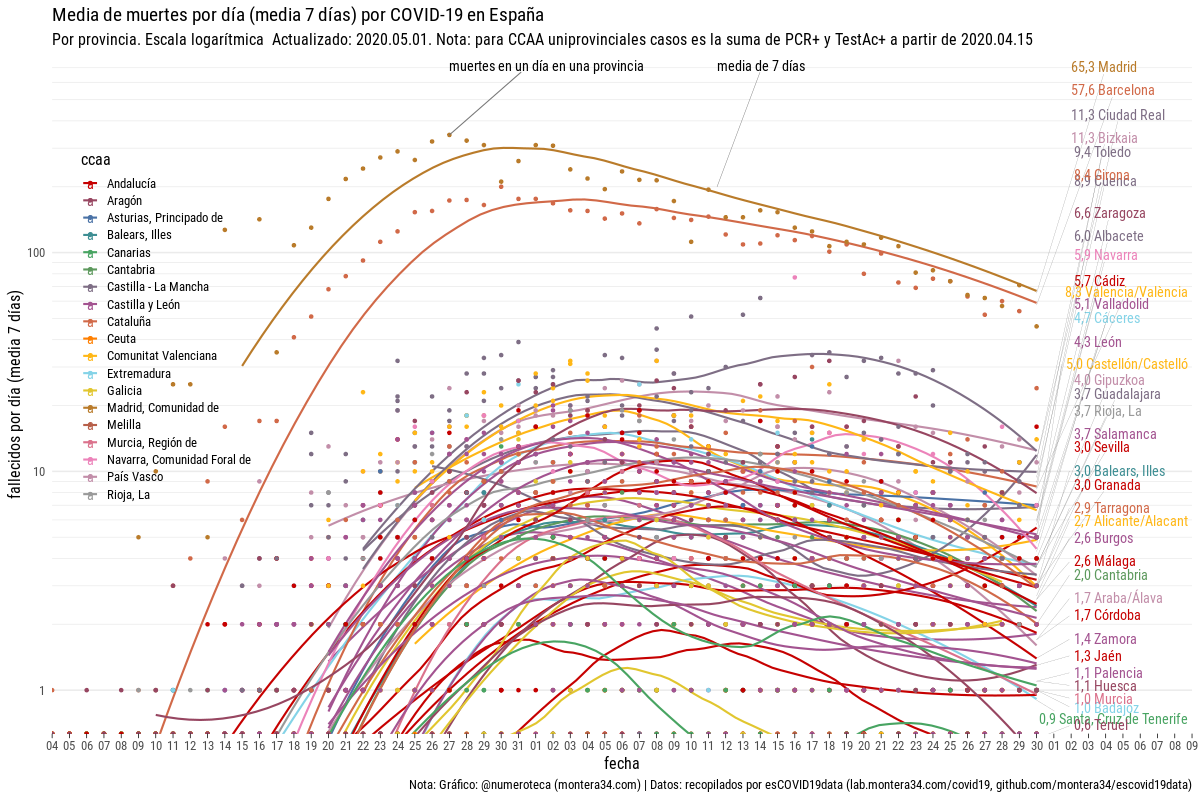 Media de muertes por día (media 7 días) por COVID-19 en España
Por provincia. Escala logarítmica  Actualizado: 2020.05.01. Nota: para CCAA uniprovinciales casos es la suma de PCR+ y TestAc+ a partir de 2020.04.15
muertes en un día en una provincia
media de 7 días
ccaa
Andalucía
Aragón
Asturias, Principado de
Balears, Illes
Canarias
Cantabria
Castilla - La Mancha
Castilla y León
Cataluña
Ceuta
Comunitat Valenciana
Extremadura
Galicia
Madrid, Comunidad de
Melilla
Murcia, Región de
Navarra, Comunidad Foral de
País Vasco
Rioja, La
fallecidos por día (media 7 días)
100
10
1
65,3 Madrid
57,6 Barcelona
11,3 Ciudad Real
11,3 Bizkaia
9,4 Toledo
8,4 Girona
8,9 Cuenca
6,6 Zaragoza
6,0 Albacete
5,9 Navarra
5,7 Cádiz
8,3 Valencia/València
5,1 Valladolid
4,7 Cáceres
4,3 León
5,0 Castellón/Castelló
4,0 Gipuzkoa
3,7 Guadalajara
3,7 Rioja, La
3,7 Salamanca
3,0 Sevilla
3,0 Balears, Illes
3,0 Granada
2,9 Tarragona
2,7 Alicante/Alacant
2,6 Burgos
2,6 Málaga
2,0 Cantabria
1,7 Araba/Álava
1,7 Córdoba
1,4 Zamora
1,3 Jaén
1,1 Palencia
1,1 Huesca
1,0 Murcia
1,0 Badajoz
0,9 Santa Cruz de Tenerife
0,6 Teruel
04 05 06 07 08 09 10 11 12 13 14 15 16 17 18 19 20 21 22 23 24 25 26 27 28 29 30 31 01 02 03 04 05 06 07 08 09 10 11 12 13 14 15 16 17 18 19 20 21 22 23 24 25 26 27 28 29 30 01 02 03 04 05 06 07 08 09
fecha
Nota: Gráfico: @numeroteca (montera34.com) | Datos: recopilados por esCOVID19data (lab.montera34.com/covid19, github.com/montera34/escovid19data)